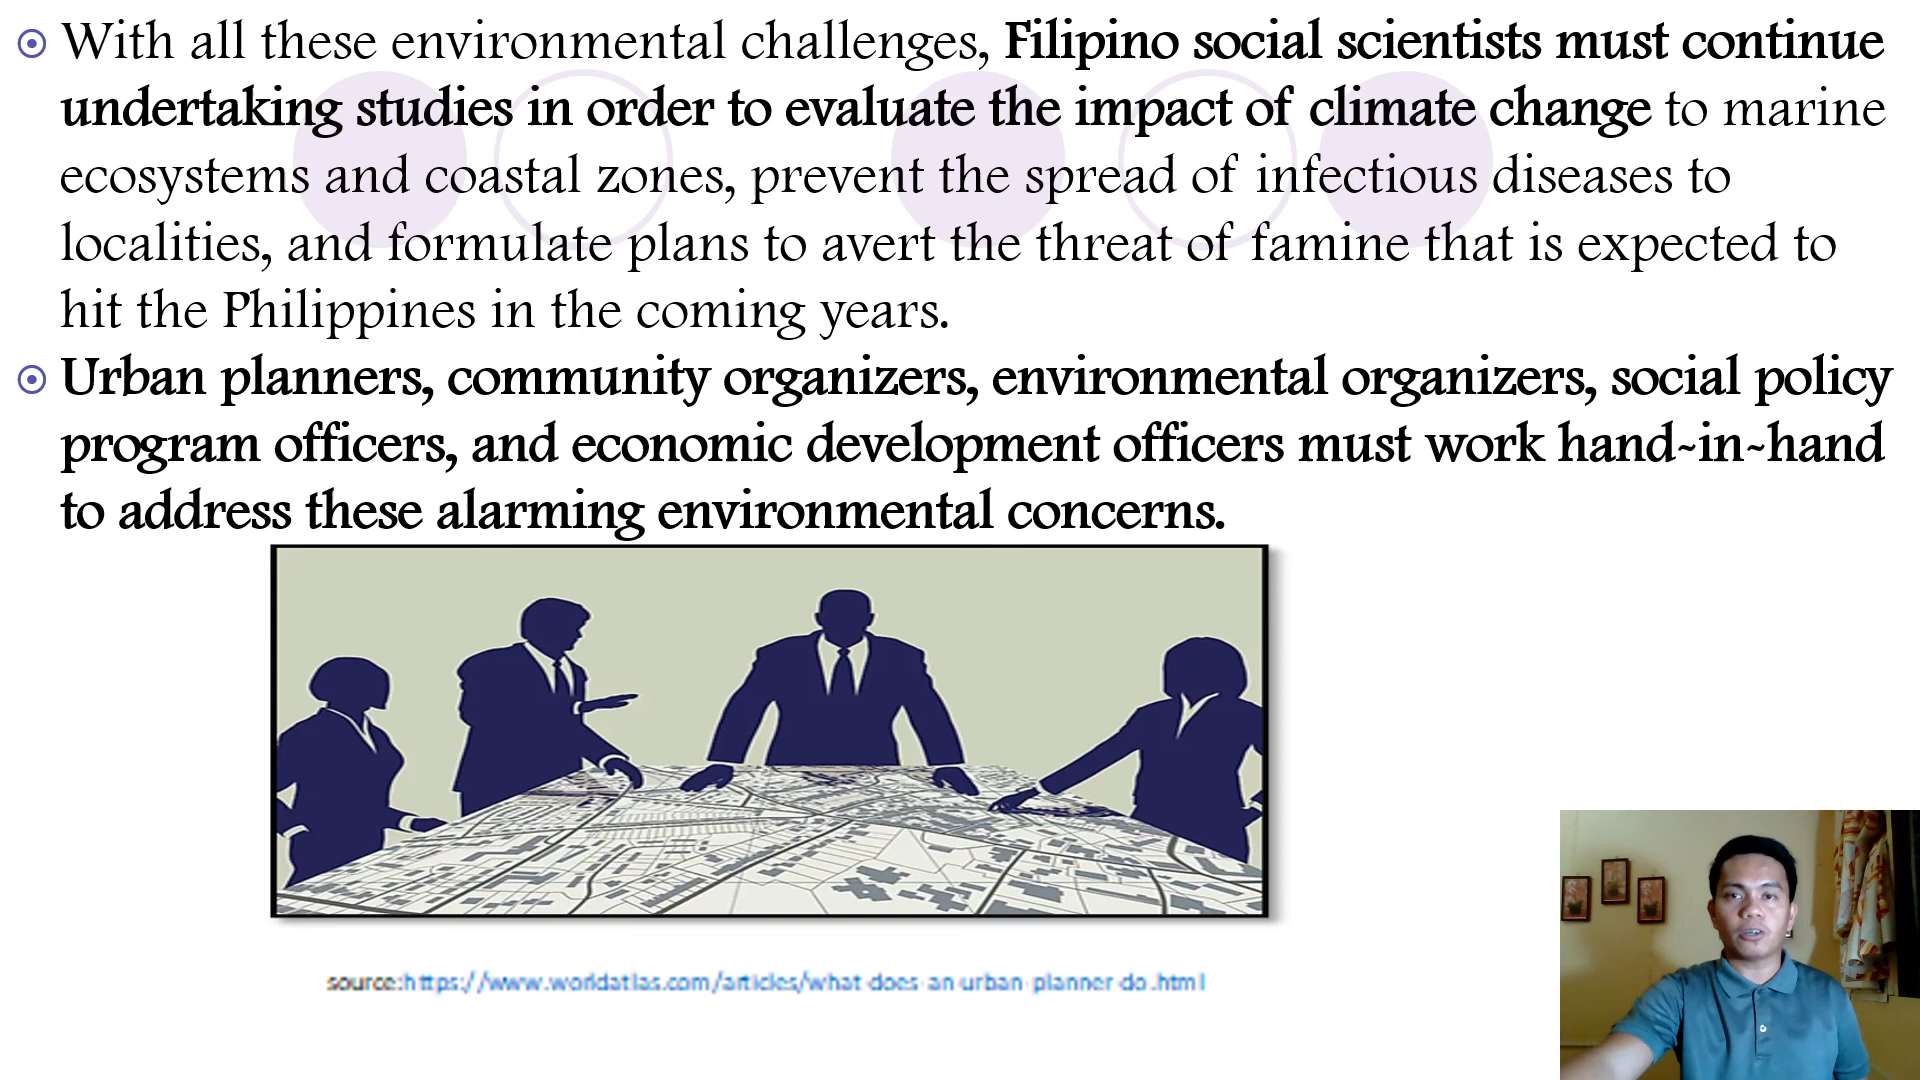 With all these environmental challenges, Filipino social scientists must continue
undertaking studies in order to evaluate the impact of climate change to marine
ecosystems and coastal zones, prevent the spread of infectious diseases to
localities, and formulate plans to avert the threat of famine that is expected to
hit the Philippines in the coming years.
Urban planners, community organizers, environmental organizers, social policy
program officers, and economic development officers must work hand-in-hand
to address these alarming environmental concerns.
source:https://www.worldatlas.com/articles/what-does-an-urban-planner-do.html